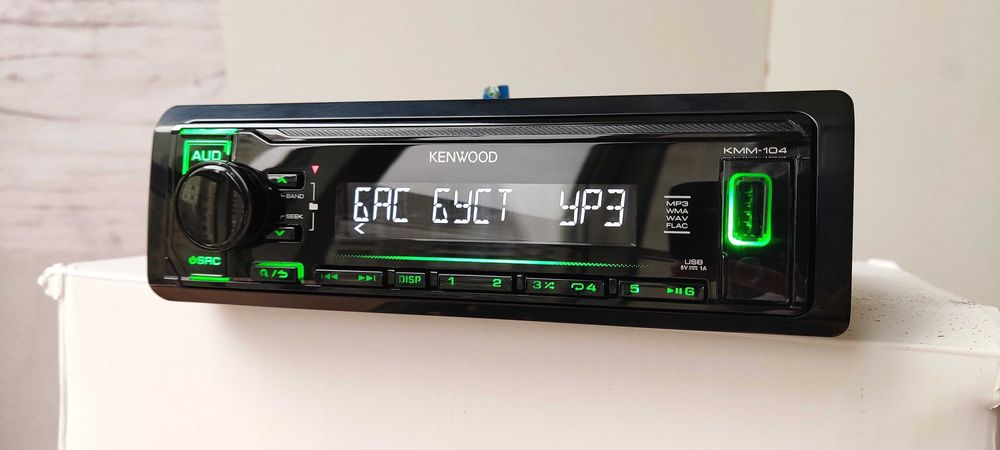 AUD
KENWOOD
KMM-104
BAND
SEEK
БАС БУСТ УР3
<
MP3
WMA
WAV
FLAC
USB
5V 1A
SRC
DISP
1 2
3 4
5 6